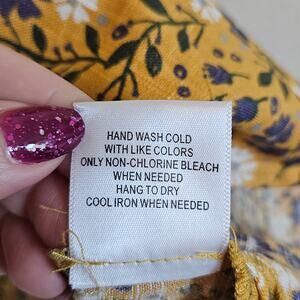 HAND WASH COLD
WITH LIKE COLORS
ONLY NON-CHLORINE BLEACH
WHEN NEEDED
HANG TO DRY
COOL IRON WHEN NEEDED